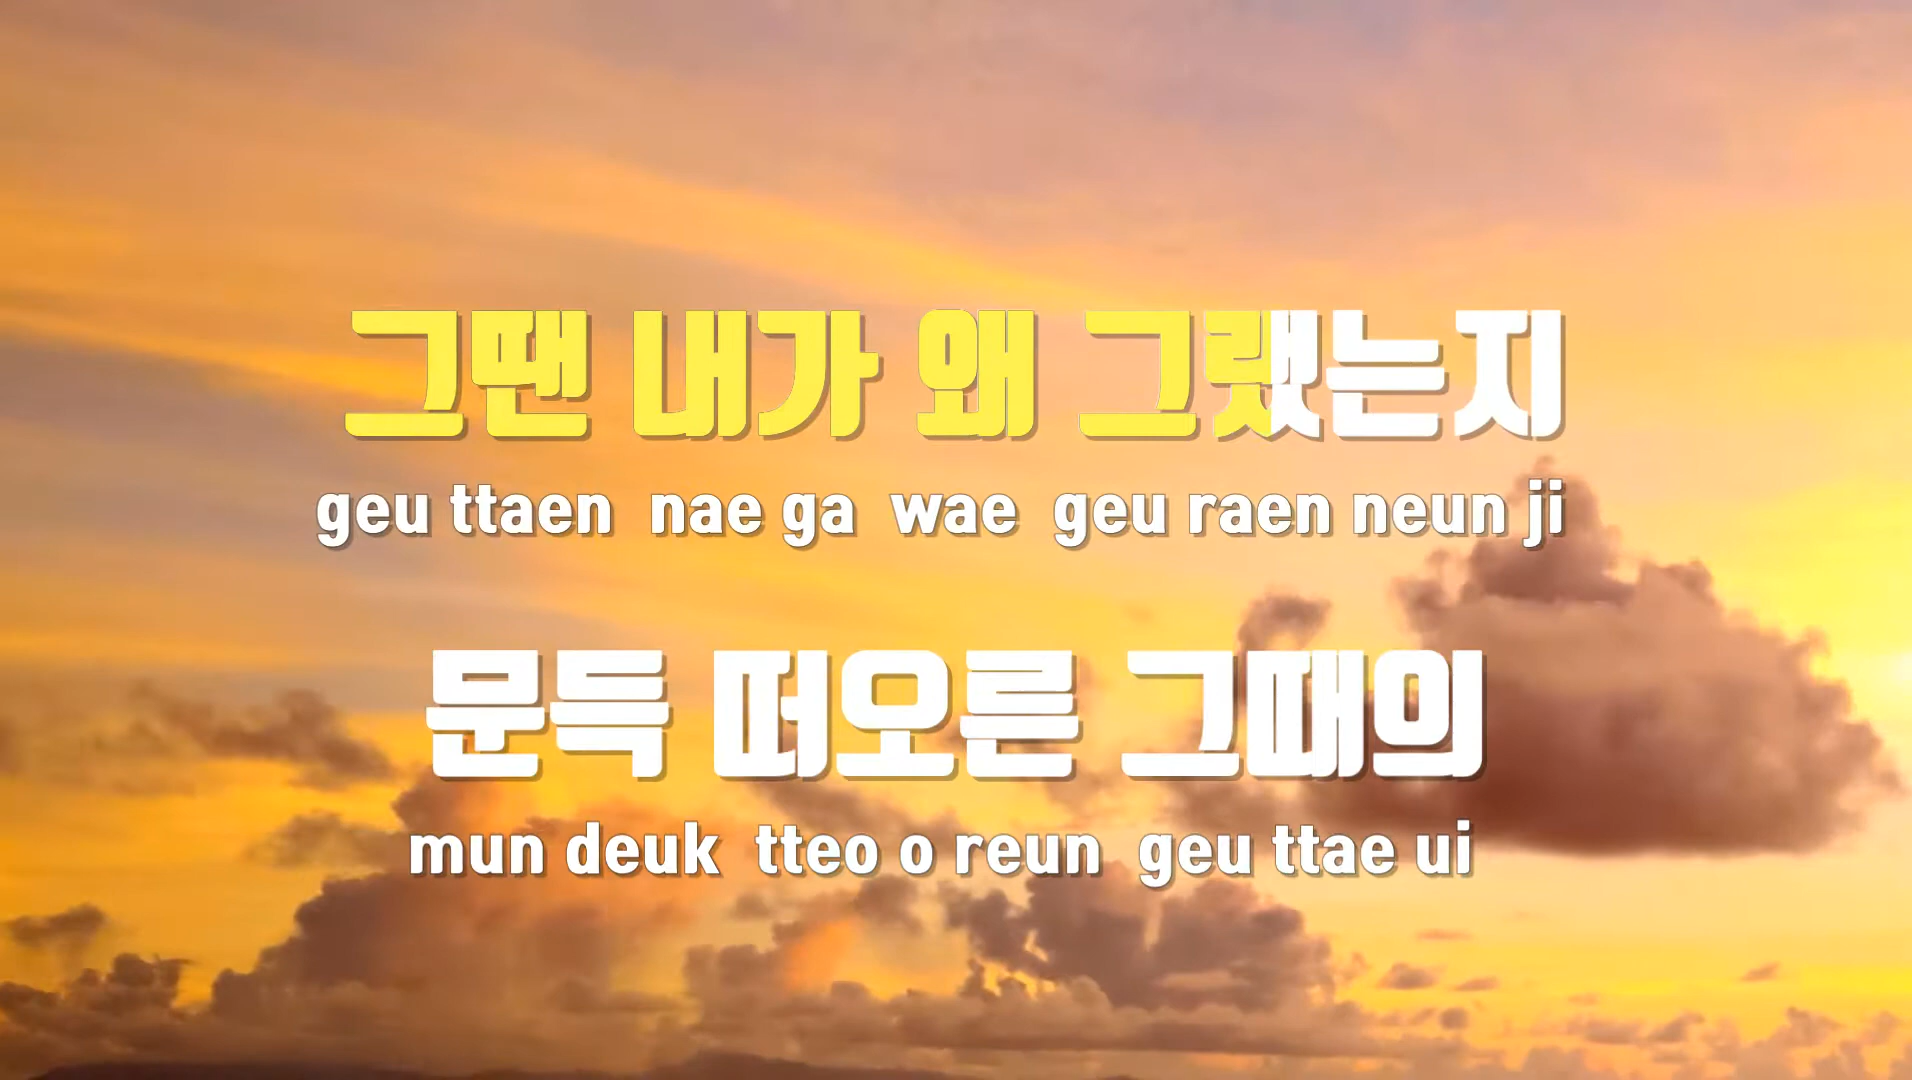 그땐 내가 왜 그랬는지
geu ttaen nae ga wae geu raen neun ji
문득 떠오른 그때의
mun deuk tteo o reun geu ttae ui